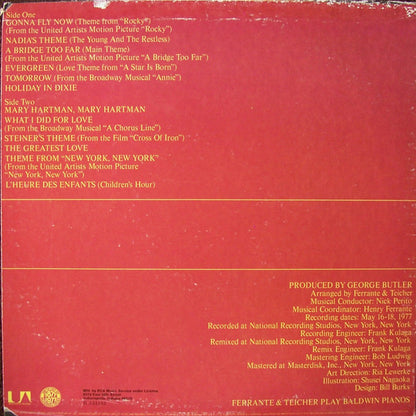 Side One
GONNA FLY NOW (Theme from "Rocky")
(From the United Artists Motion Picture "Rocky")
NADIA'S THEME (The Young And The Restless)
A BRIDGE TOO FAR (Main Theme)
(From the United Artists Motion Picture "A Bridge Too Far")
EVERGREEN (Love Theme from "A Star Is Born")
TOMORROW (From the Broadway Musical "Annie")
HOLIDAY IN DIXIE
Side Two
MARY HARTMAN, MARY HARTMAN
WHAT I DID FOR LOVE
(From the Broadway Musical "A Chorus Line")
STEINER'S THEME (From the Film "Cross Of Iron")
THE GREATEST LOVE
THEME FROM "NEW YORK, NEW YORK"
(From the United Artists Motion Picture
"New York, New York")
L'HEURE DES ENFANTS (Children's Hour)
PRODUCED BY GEORGE BUTLER
Arranged by Ferrante & Teicher
Musical Conductor: Nick Perito
Musical Coordinator: Henry Ferrante
Recording dates: May 16-18, 1977
Recorded at National Recording Studios, New York, New York
Recording Engineer: Frank Kulaga
Remixed at National Recording Studios, New York, New York
Remix Engineer: Frank Kulaga
Mastering Engineer: Bob Ludwig
Mastered at Masterdisk, Inc., New York, New York
Art Direction: Ria Lewerke
Illustration: Shusei Nagaoka
Design: Bill Burks
FERRANTE & TEICHER PLAY BALDWIN PIANOS
UA
Mfd. by RCA Music Service under License